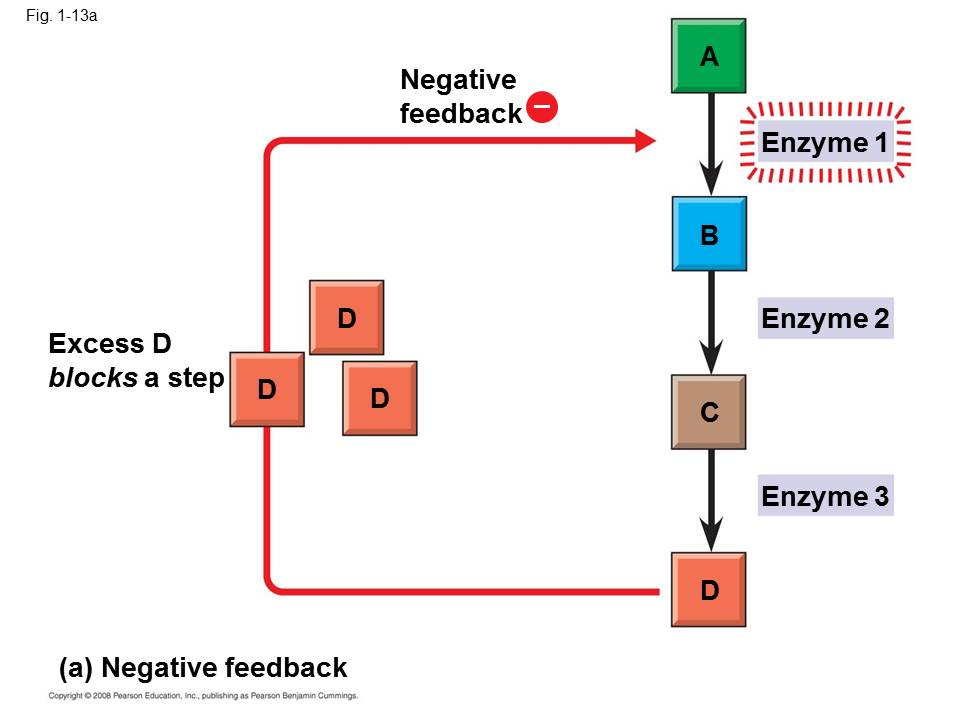 Fig. 1-13a
A
Negative
feedback
–
Enzyme 1
B
D
Enzyme 2
Excess D
blocks a step
D
D
C
Enzyme 3
D
(a) Negative feedback
Copyright © 2008 Pearson Education, Inc., publishing as Pearson Benjamin Cummings.